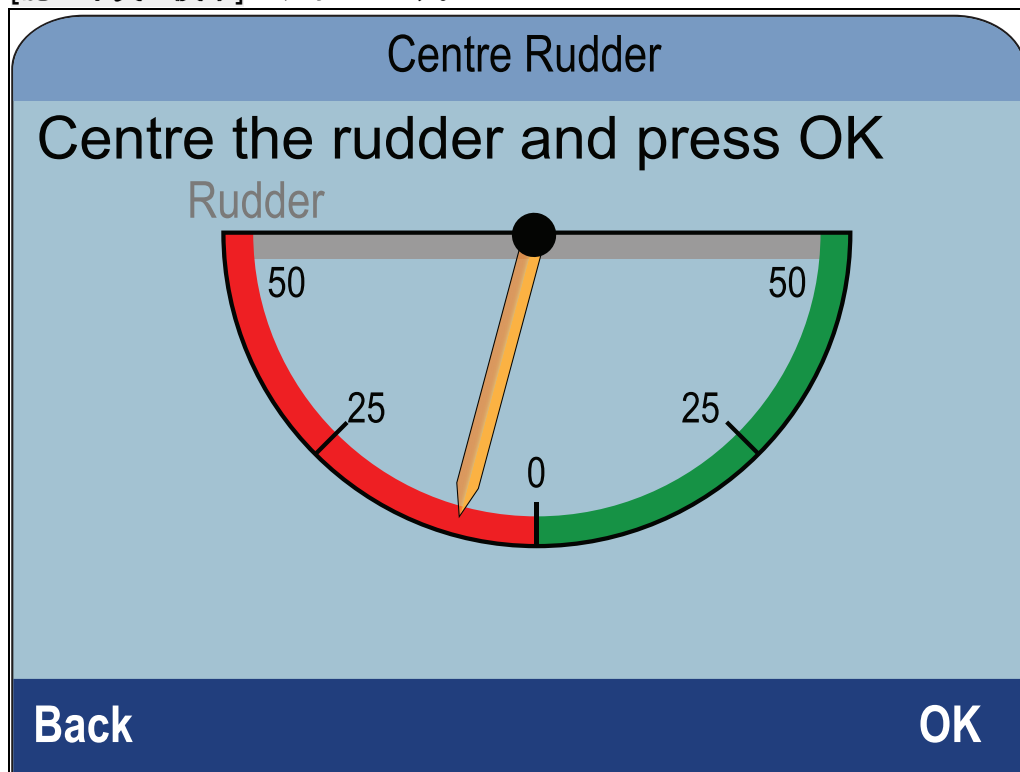 Centre Rudder
Centre the rudder and press OK
Rudder
50 50
25 25
0
Back OK